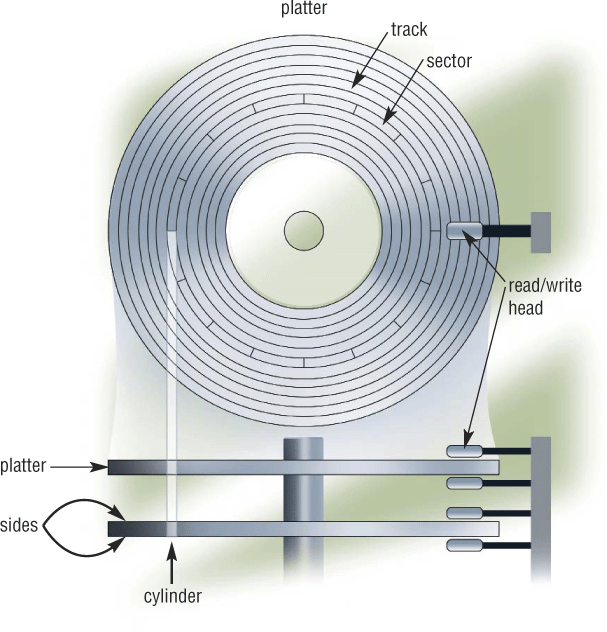 platter
track
sector
read/write
head
platter
sides
cylinder